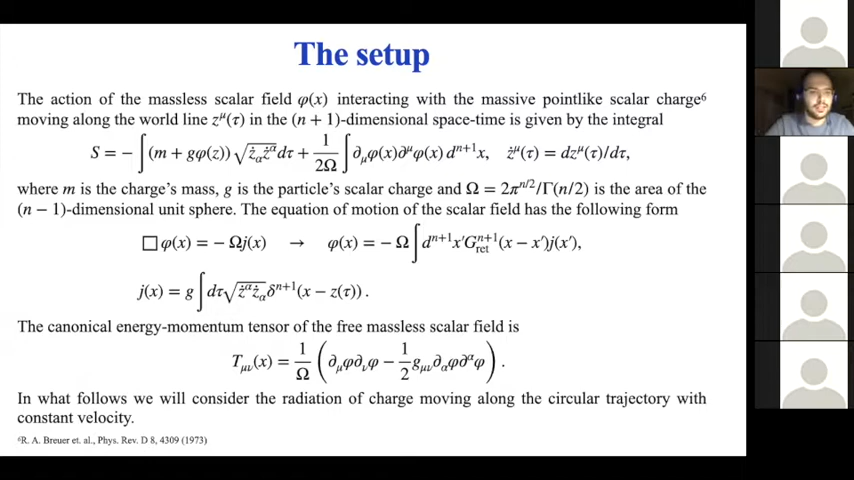 The setup
The action of the massless scalar field φ(x) interacting with the massive pointlike scalar charge⁶
moving along the world line z^μ(τ) in the (n + 1)-dimensional space-time is given by the integral
S = − ∫(m + gφ(z)) √(ż_α ż^α) dτ + 1/(2Ω) ∫ ∂_μφ(x)∂^μφ(x) d^{n+1}x, ż^μ(τ) = dz^μ(τ)/dτ,
where m is the charge's mass, g is the particle's scalar charge and Ω = 2π^{n/2}/Γ(n/2) is the area of the
(n − 1)-dimensional unit sphere. The equation of motion of the scalar field has the following form
□φ(x) = − Ωj(x) → φ(x) = − Ω ∫ d^{n+1}x′G_{ret}^{n+1}(x − x′)j(x′),
j(x) = g ∫ dτ√(ż^α ż_α) δ^{n+1}(x − z(τ)) .
The canonical energy-momentum tensor of the free massless scalar field is
T_{μν}(x) = 1/Ω (∂_μφ∂_νφ − 1/2 g_{μν}∂_αφ∂^αφ) .
In what follows we will consider the radiation of charge moving along the circular trajectory with
constant velocity.
⁶R. A. Breuer et. al., Phys. Rev. D 8, 4309 (1973)